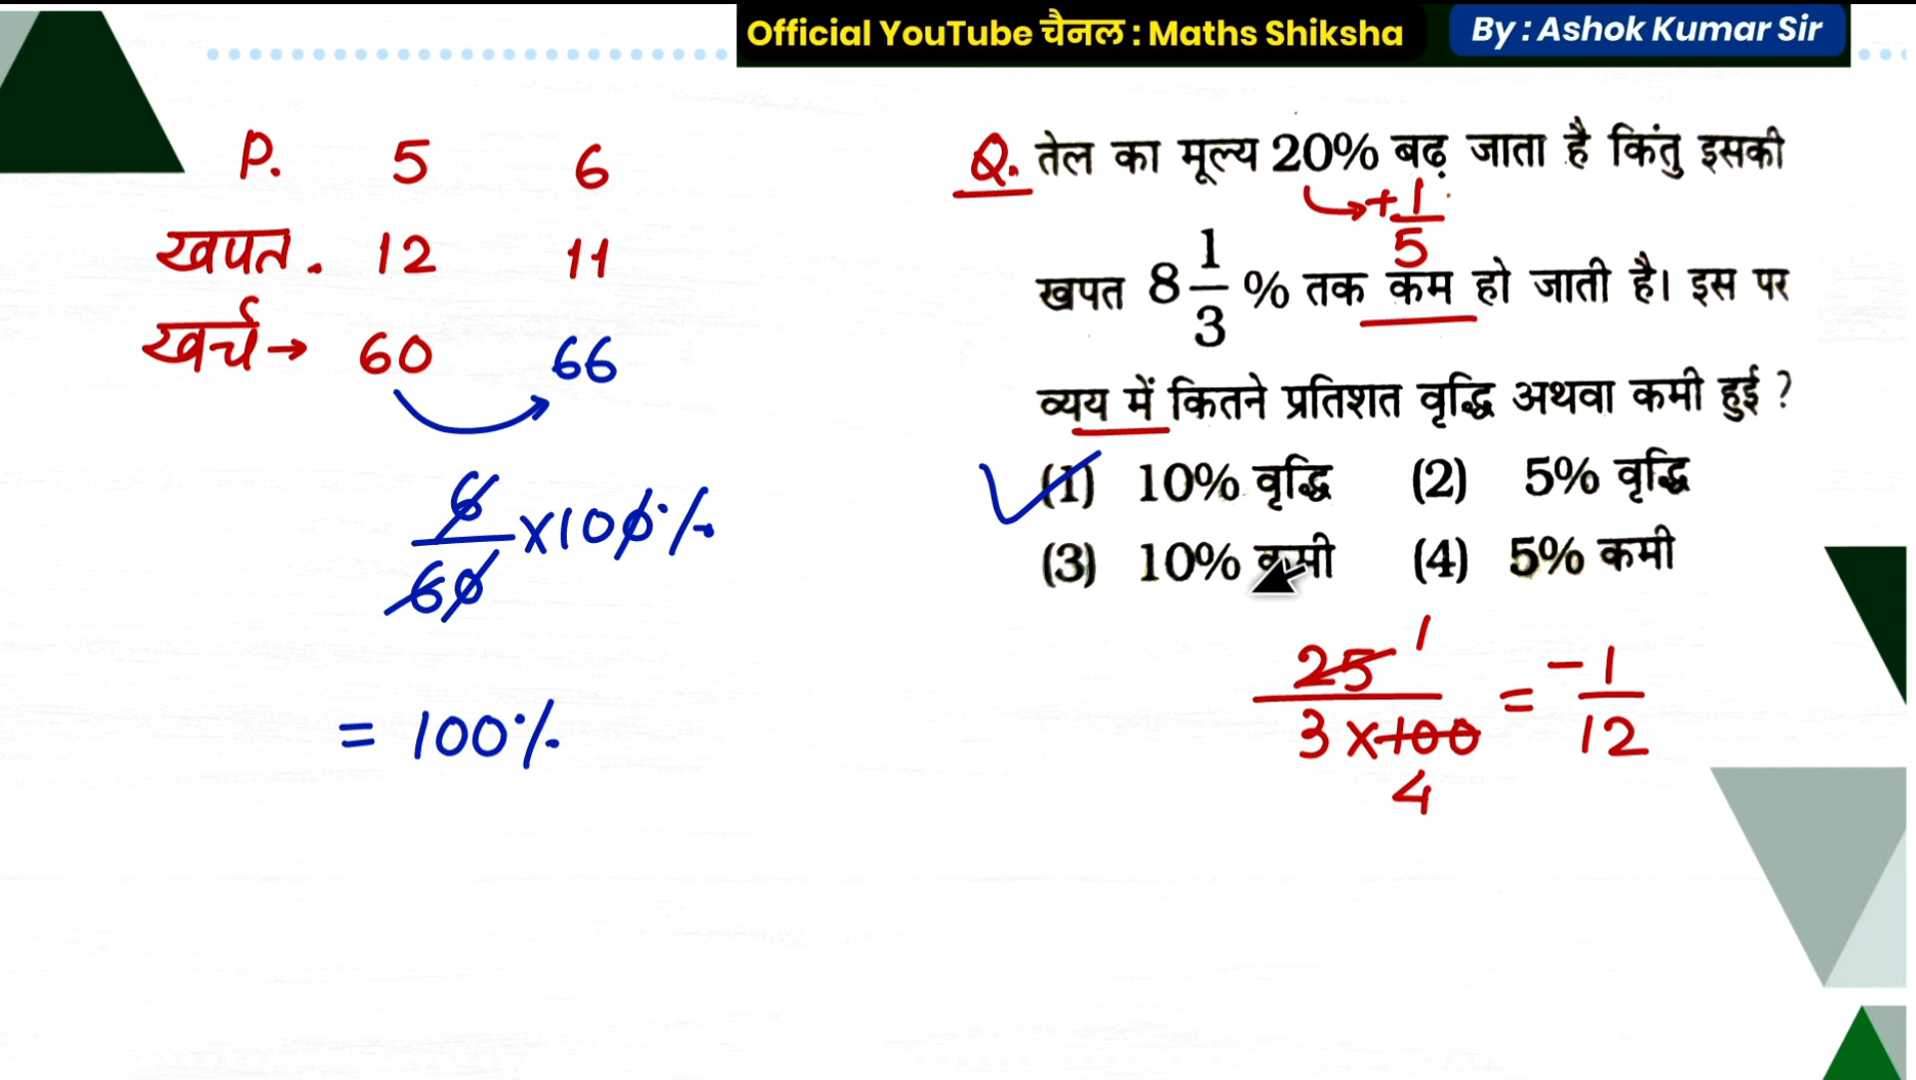 Official YouTube चैनल : Maths Shiksha
By : Ashok Kumar Sir
P. 5 6
खपत. 12 11
खर्च → 60 66
6/60 x100%
= 100%
Q. तेल का मूल्य 20% बढ़ जाता है किंतु इसकी
→ + 1/5
खपत 8 1/3 % तक कम हो जाती है। इस पर
व्यय में कितने प्रतिशत वृद्धि अथवा कमी हुई ?
(1) 10% वृद्धि (2) 5% वृद्धि
(3) 10% कमी (4) 5% कमी
25 1
3 x 100 = -1/12
4